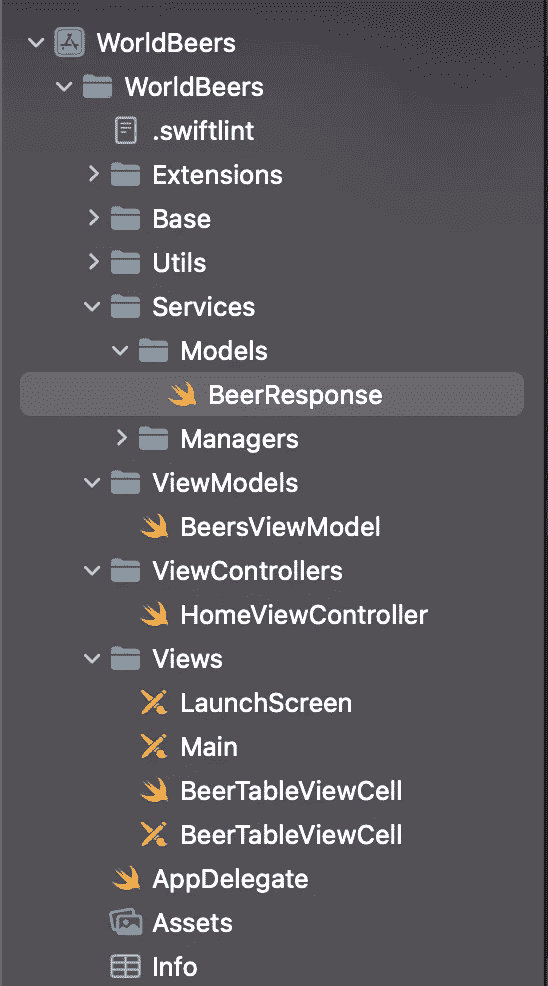 WorldBeers
WorldBeers
.swiftlint
Extensions
Base
Utils
Services
Models
BeerResponse
Managers
ViewModels
BeersViewModel
ViewControllers
HomeViewController
Views
LaunchScreen
Main
BeerTableViewCell
BeerTableViewCell
AppDelegate
Assets
Info